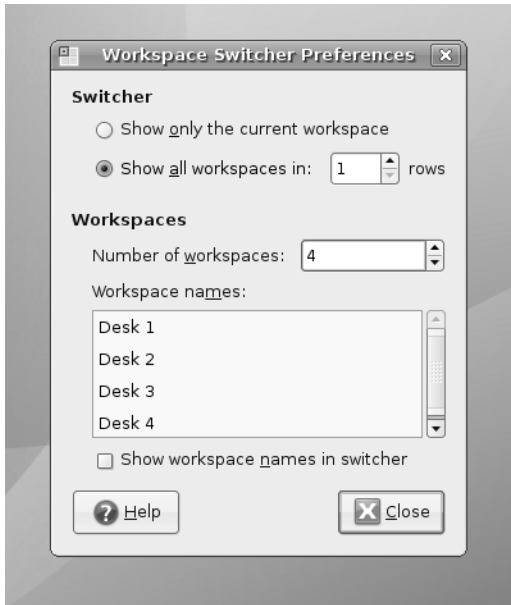 Workspace Switcher Preferences
Switcher
Show only the current workspace
Show all workspaces in: 1 rows
Workspaces
Number of workspaces: 4
Workspace names:
Desk 1
Desk 2
Desk 3
Desk 4
Show workspace names in switcher
Help Close